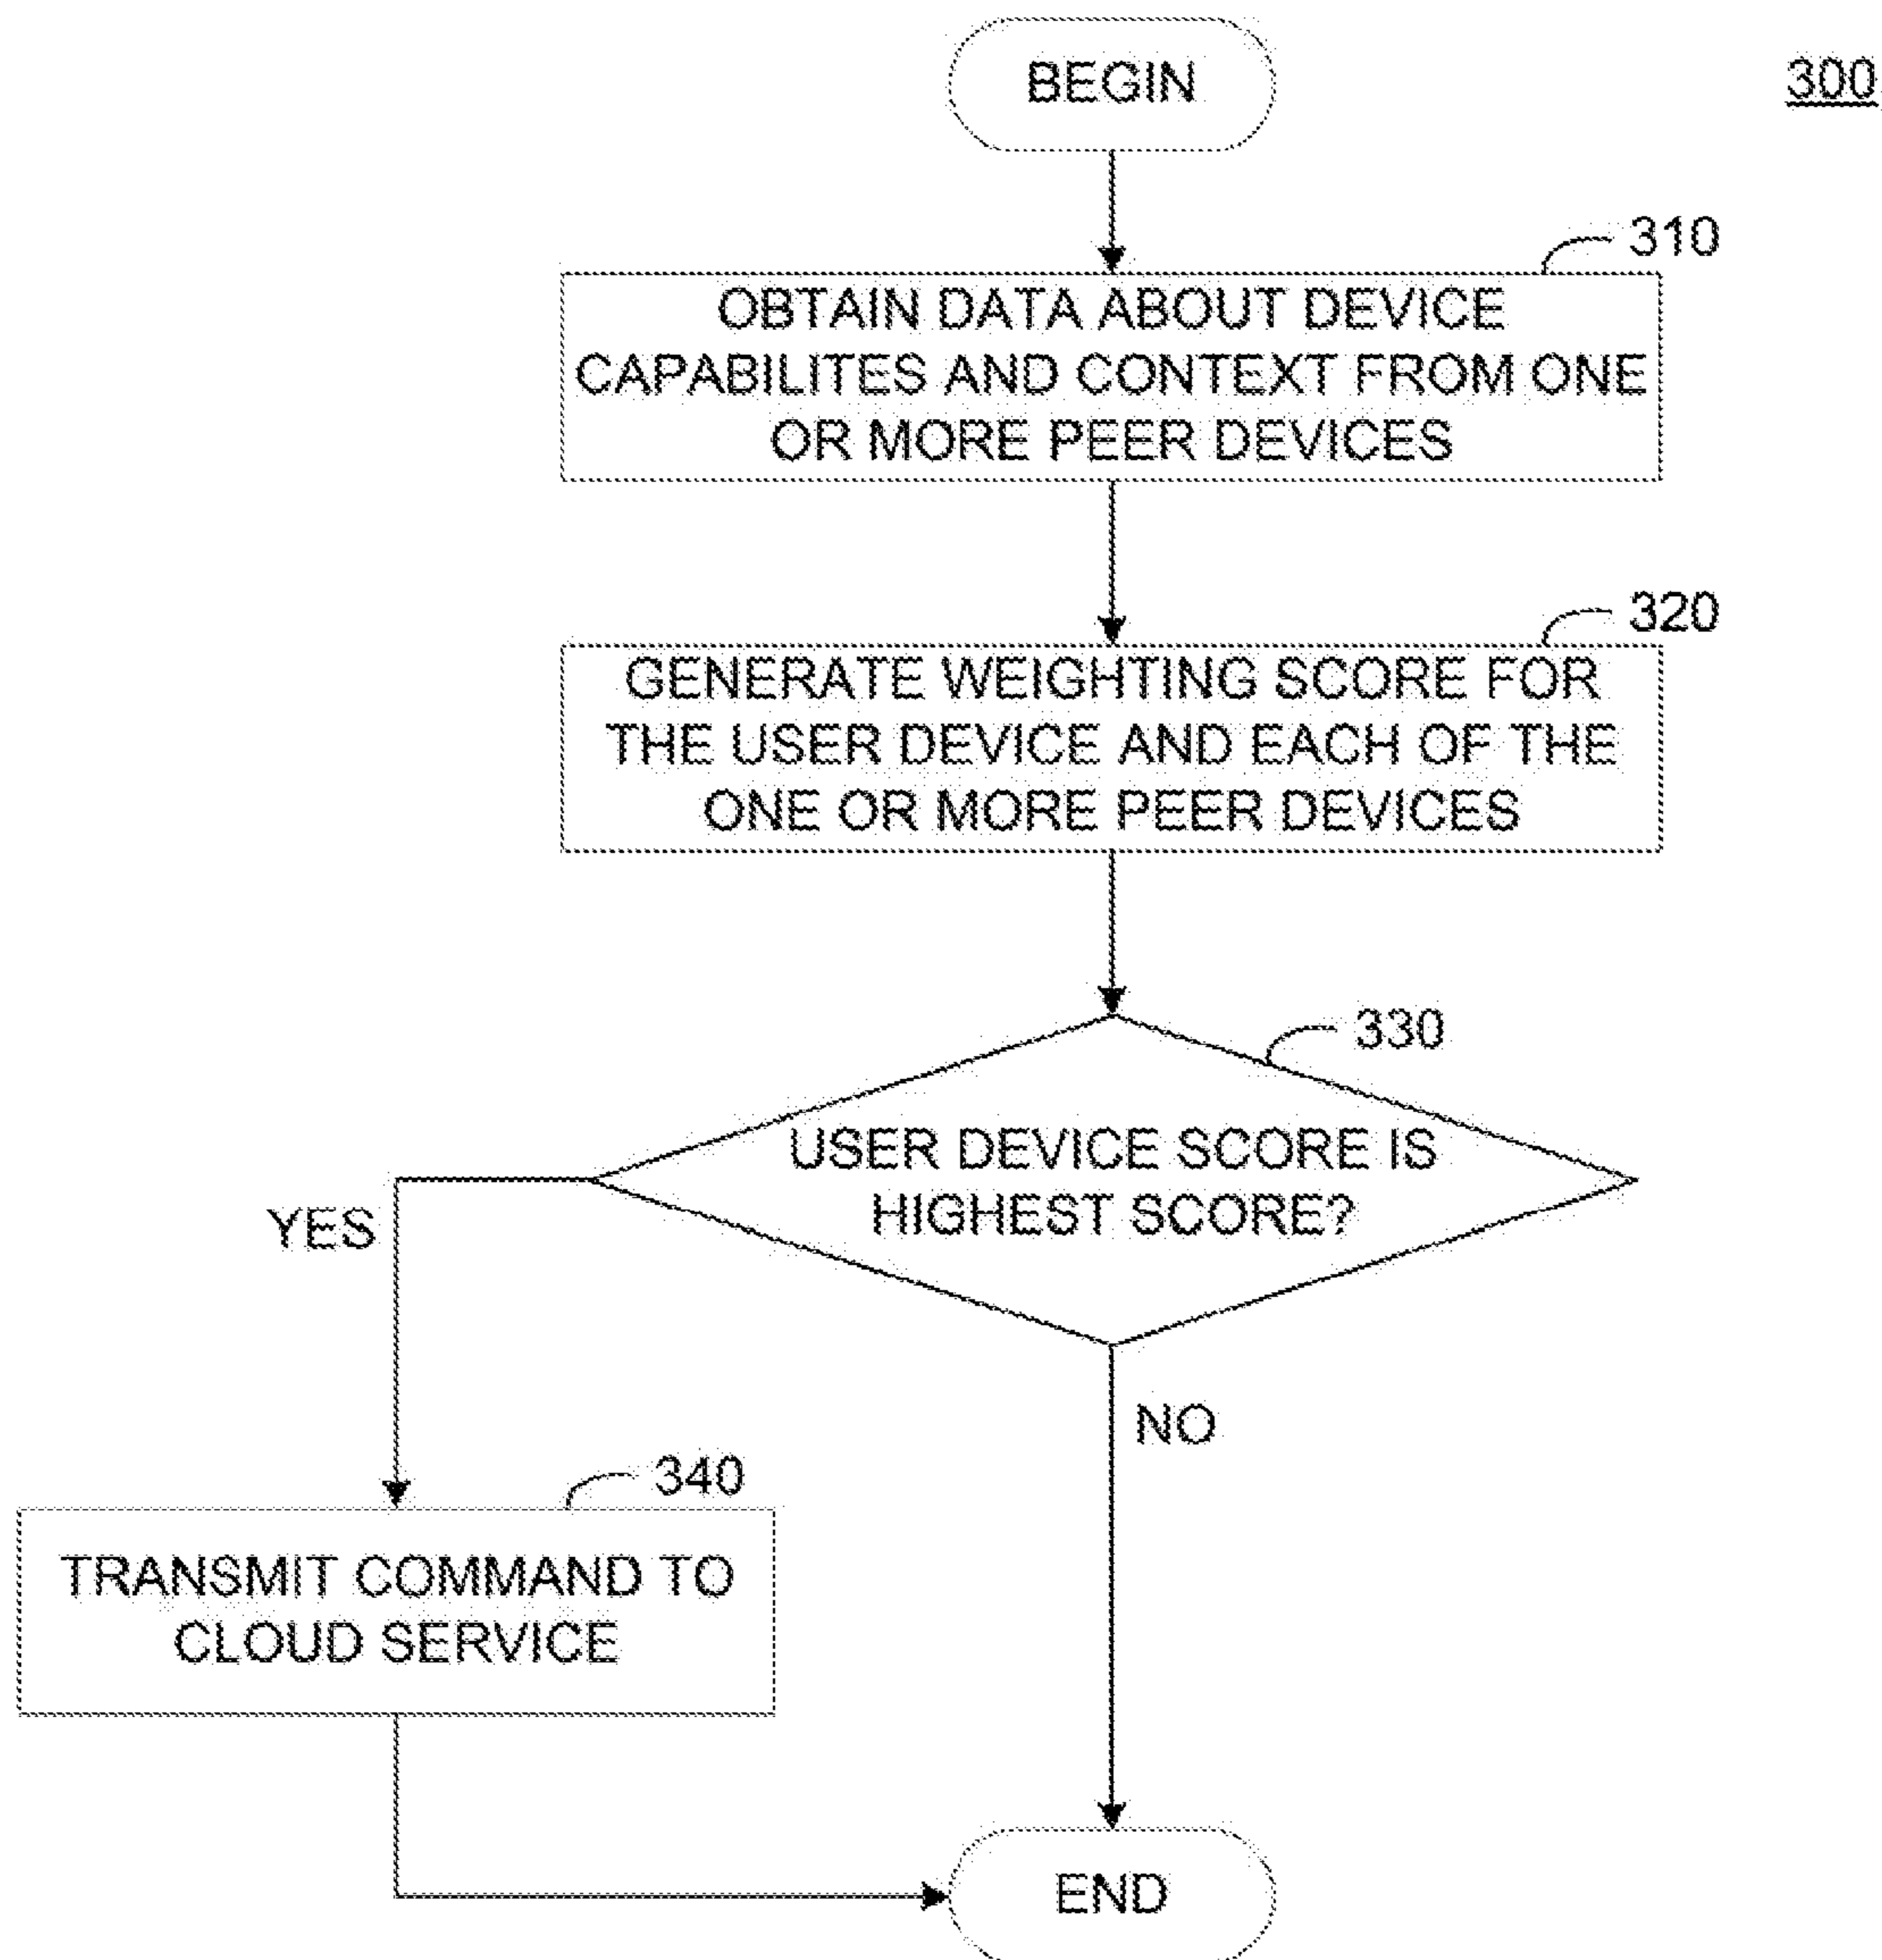 BEGIN
300
310
OBTAIN DATA ABOUT DEVICE
CAPABILITES AND CONTEXT FROM ONE
OR MORE PEER DEVICES
320
GENERATE WEIGHTING SCORE FOR
THE USER DEVICE AND EACH OF THE
ONE OR MORE PEER DEVICES
330
USER DEVICE SCORE IS
HIGHEST SCORE?
YES
NO
340
TRANSMIT COMMAND TO
CLOUD SERVICE
END